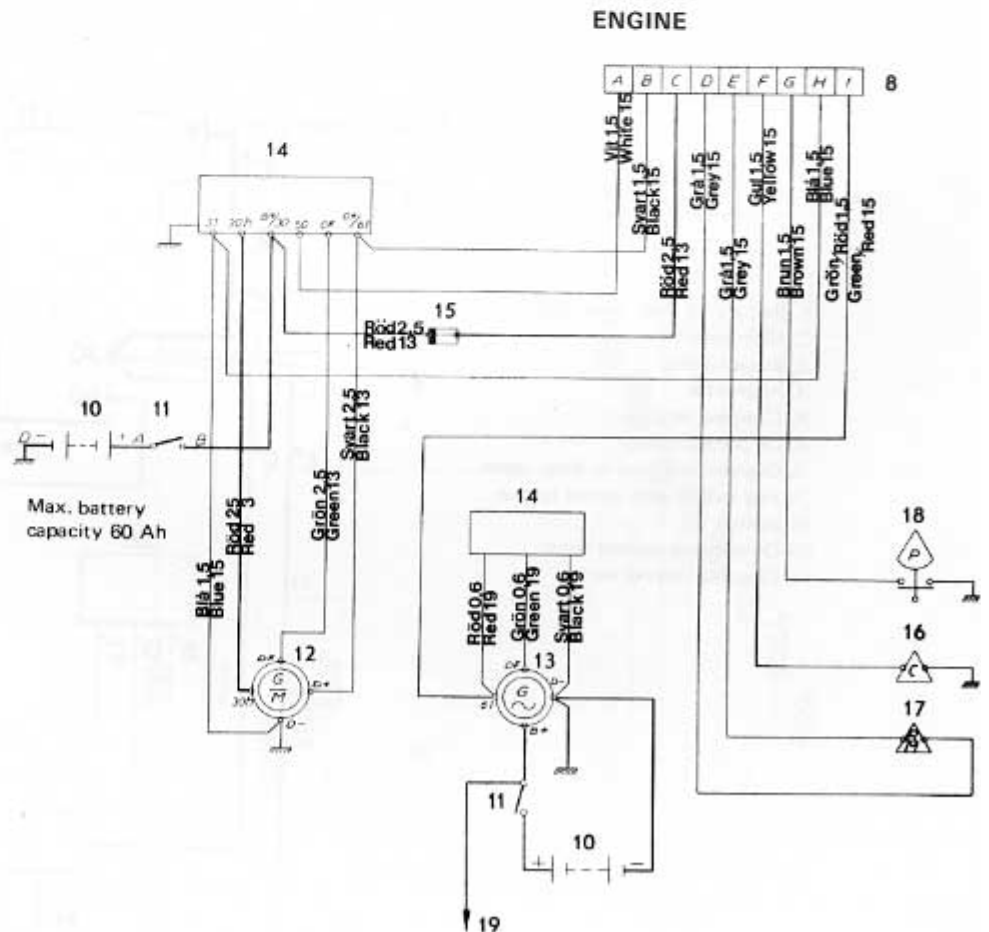 ENGINE
A B C D E F G H I
8
Vit 1,5
White 15
Svart 1,5
Black 15
Röd 2,5
Red 13
Grå 1,5
Grey 15
Grå 1,5
Grey 15
Gul 1,5
Yellow 15
Brun 1,5
Brown 15
Blå 1,5
Blue 15
Grön, Röd 1,5
Green, Red 15
14
31 30h B+/30 50 DF D+/61
15
Röd 2,5
Red 13
10
11
D- + A B
Max. battery
capacity 60 Ah
Svart 2,5
Black 13
Grön 2,5
Green 13
Röd 25
Red 3
Blå 1,5
Blue 15
12
DF
G
M
D+
30h
D-
14
Röd 0,6
Red 19
Grön 0,6
Green 19
Svart 0,6
Black 19
13
DF
D-
G
61
B+
11
10
+ -
19
18
P
16
C
17